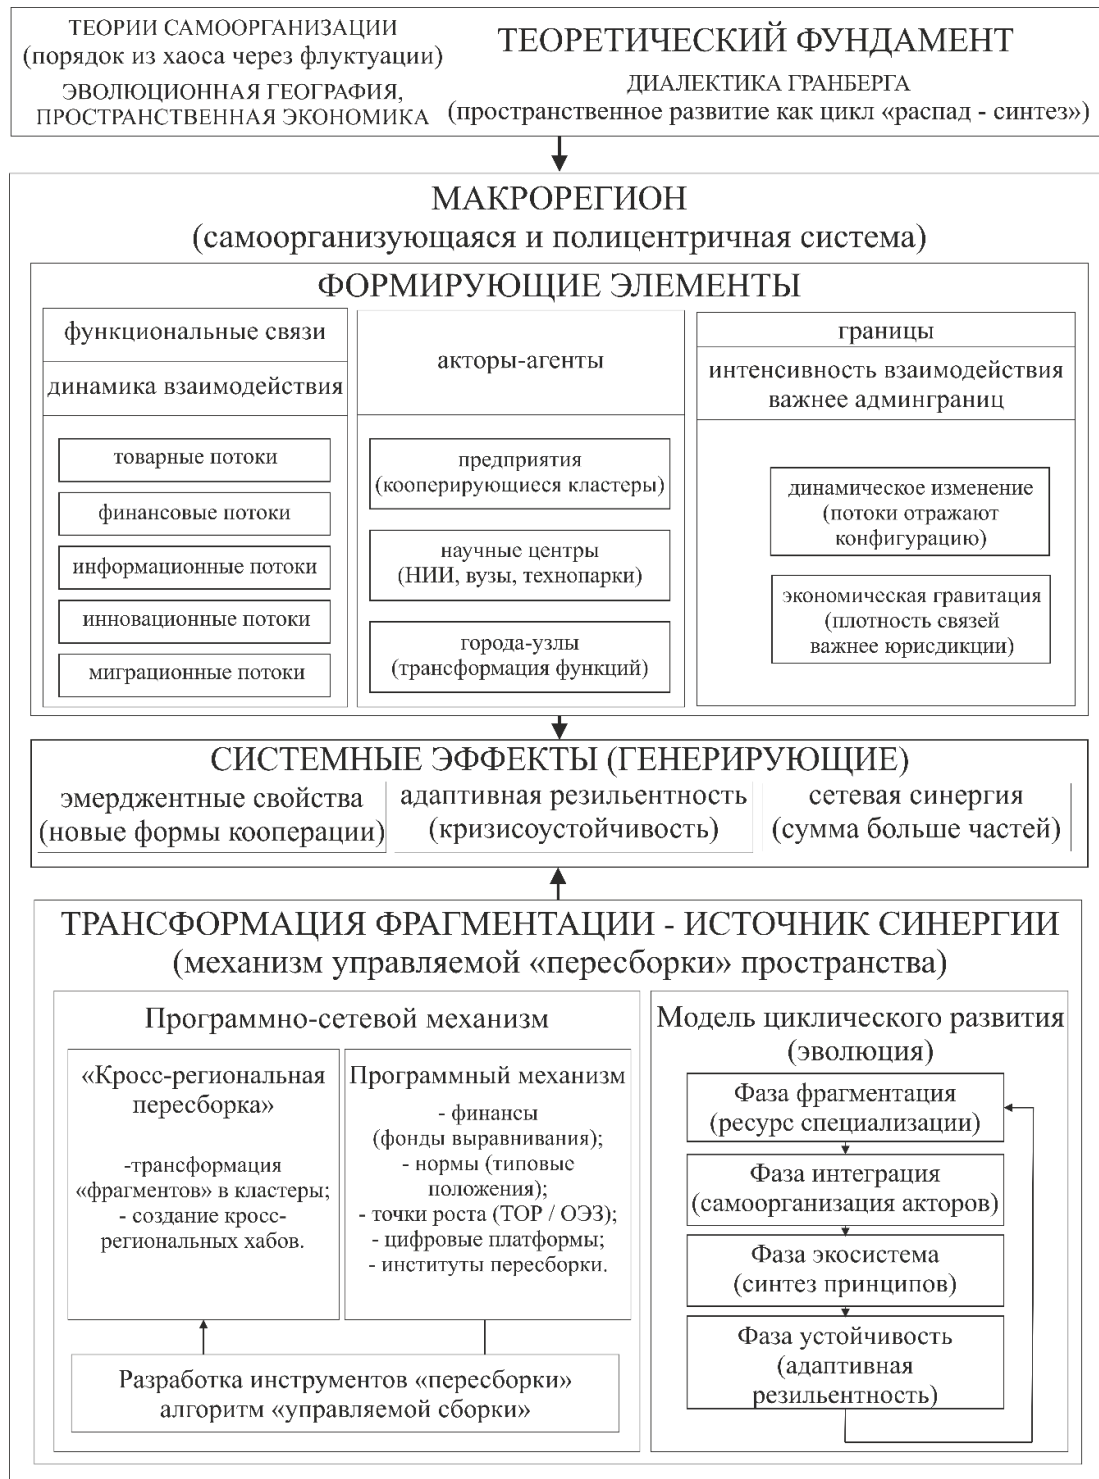 ТЕОРИИ САМООРГАНИЗАЦИИ
(порядок из хаоса через флуктуации)
ЭВОЛЮЦИОННАЯ ГЕОГРАФИЯ,
ПРОСТРАНСТВЕННАЯ ЭКОНОМИКА
ТЕОРЕТИЧЕСКИЙ ФУНДАМЕНТ
ДИАЛЕКТИКА ГРАНБЕРГА
(пространственное развитие как цикл «распад - синтез»)
МАКРОРЕГИОН
(самоорганизующаяся и полицентричная система)
ФОРМИРУЮЩИЕ ЭЛЕМЕНТЫ
функциональные связи
динамика взаимодействия
товарные потоки
финансовые потоки
информационные потоки
инновационные потоки
миграционные потоки
акторы-агенты
предприятия
(кооперирующиеся кластеры)
научные центры
(НИИ, вузы, технопарки)
города-узлы
(трансформация функций)
границы
интенсивность взаимодействия
важнее админграниц
динамическое изменение
(потоки отражают
конфигурацию)
экономическая гравитация
(плотность связей
важнее юрисдикции)
СИСТЕМНЫЕ ЭФФЕКТЫ (ГЕНЕРИРУЮЩИЕ)
эмерджентные свойства
(новые формы кооперации)
адаптивная резильентность
(кризисоустойчивость)
сетевая синергия
(сумма больше частей)
ТРАНСФОРМАЦИЯ ФРАГМЕНТАЦИИ - ИСТОЧНИК СИНЕРГИИ
(механизм управляемой «пересборки» пространства)
Программно-сетевой механизм
«Кросс-региональная
пересборка»
-трансформация
«фрагментов» в кластеры;
- создание кросс-
региональных хабов.
Программный механизм
- финансы
(фонды выравнивания);
- нормы (типовые
положения);
- точки роста (ТОР / ОЭЗ);
- цифровые платформы;
- институты пересборки.
Разработка инструментов «пересборки»
алгоритм «управляемой сборки»
Модель циклического развития
(эволюция)
Фаза фрагментация
(ресурс специализации)
Фаза интеграция
(самоорганизация акторов)
Фаза экосистема
(синтез принципов)
Фаза устойчивость
(адаптивная
резильентность)